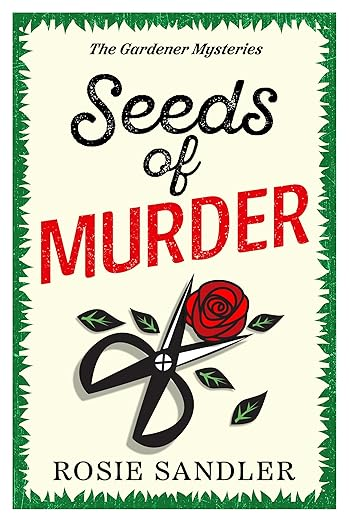 The Gardener Mysteries
Seeds
of
MURDER
ROSIE SANDLER